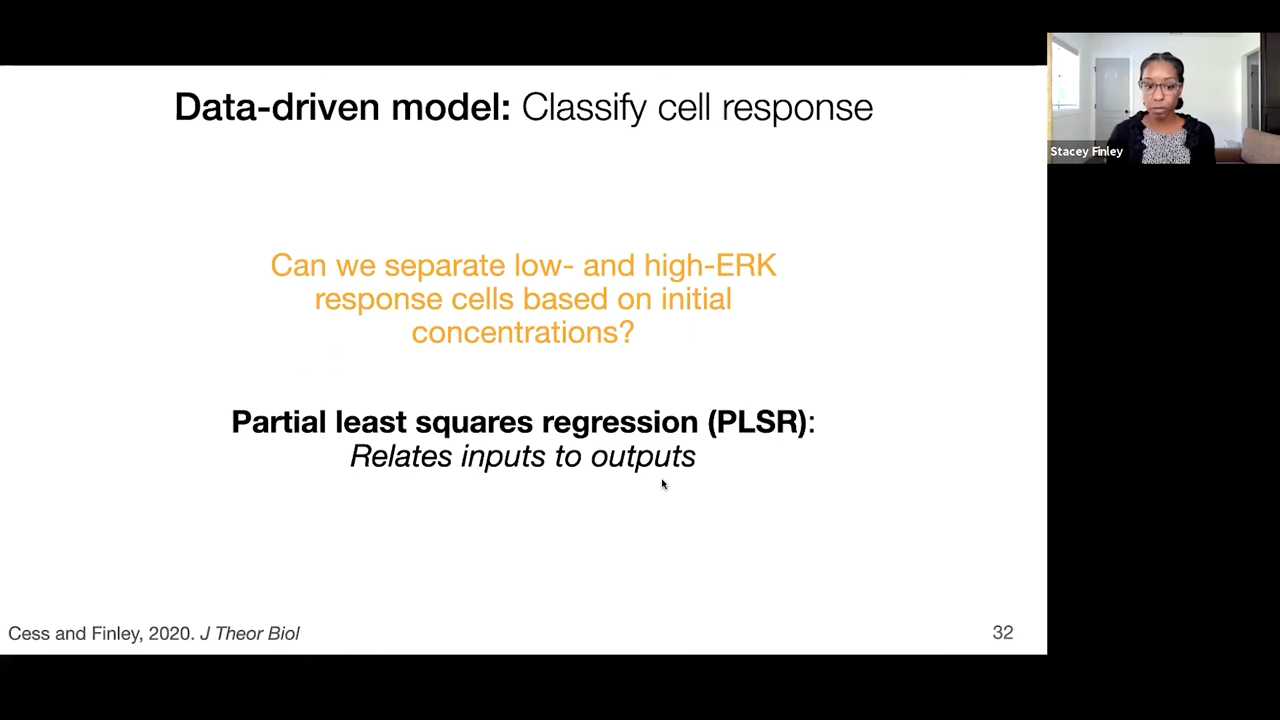 Data-driven model: Classify cell response
Stacey Finley
Can we separate low- and high-ERK
response cells based on initial
concentrations?
Partial least squares regression (PLSR):
Relates inputs to outputs
Cess and Finley, 2020. J Theor Biol
32